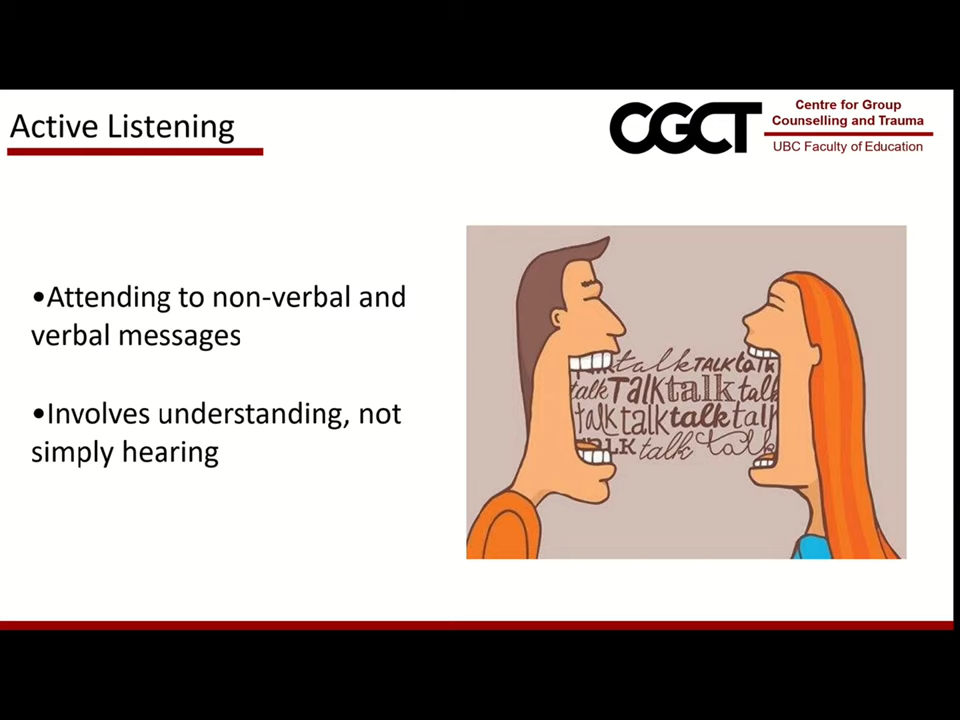 Active Listening
CGCT
Centre for Group
Counselling and Trauma
UBC Faculty of Education
•Attending to non-verbal and
verbal messages
•Involves understanding, not
simply hearing
talk TALK talk
talk Talk talk talk
talk talk talk talk
talk talk